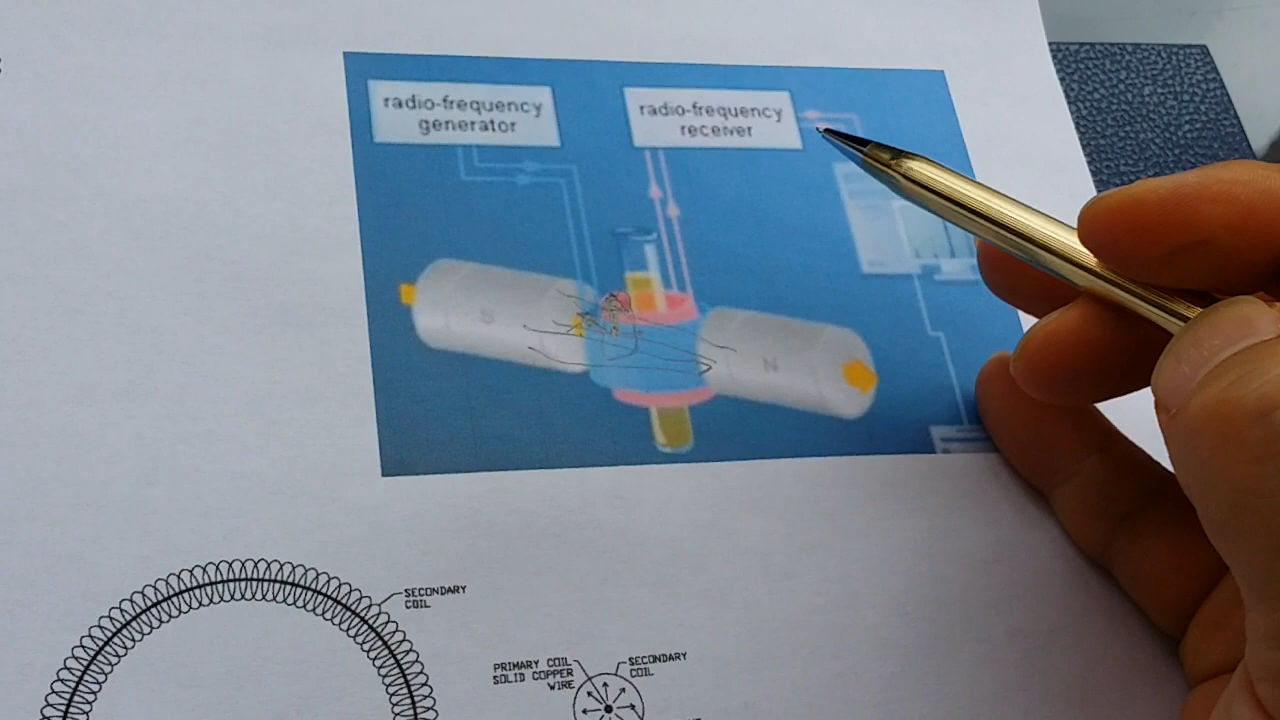 radio-frequency
generator
radio-frequency
receiver
S
N
SECONDARY
COIL
PRIMARY COIL
SOLID COPPER
WIRE
SECONDARY
COIL